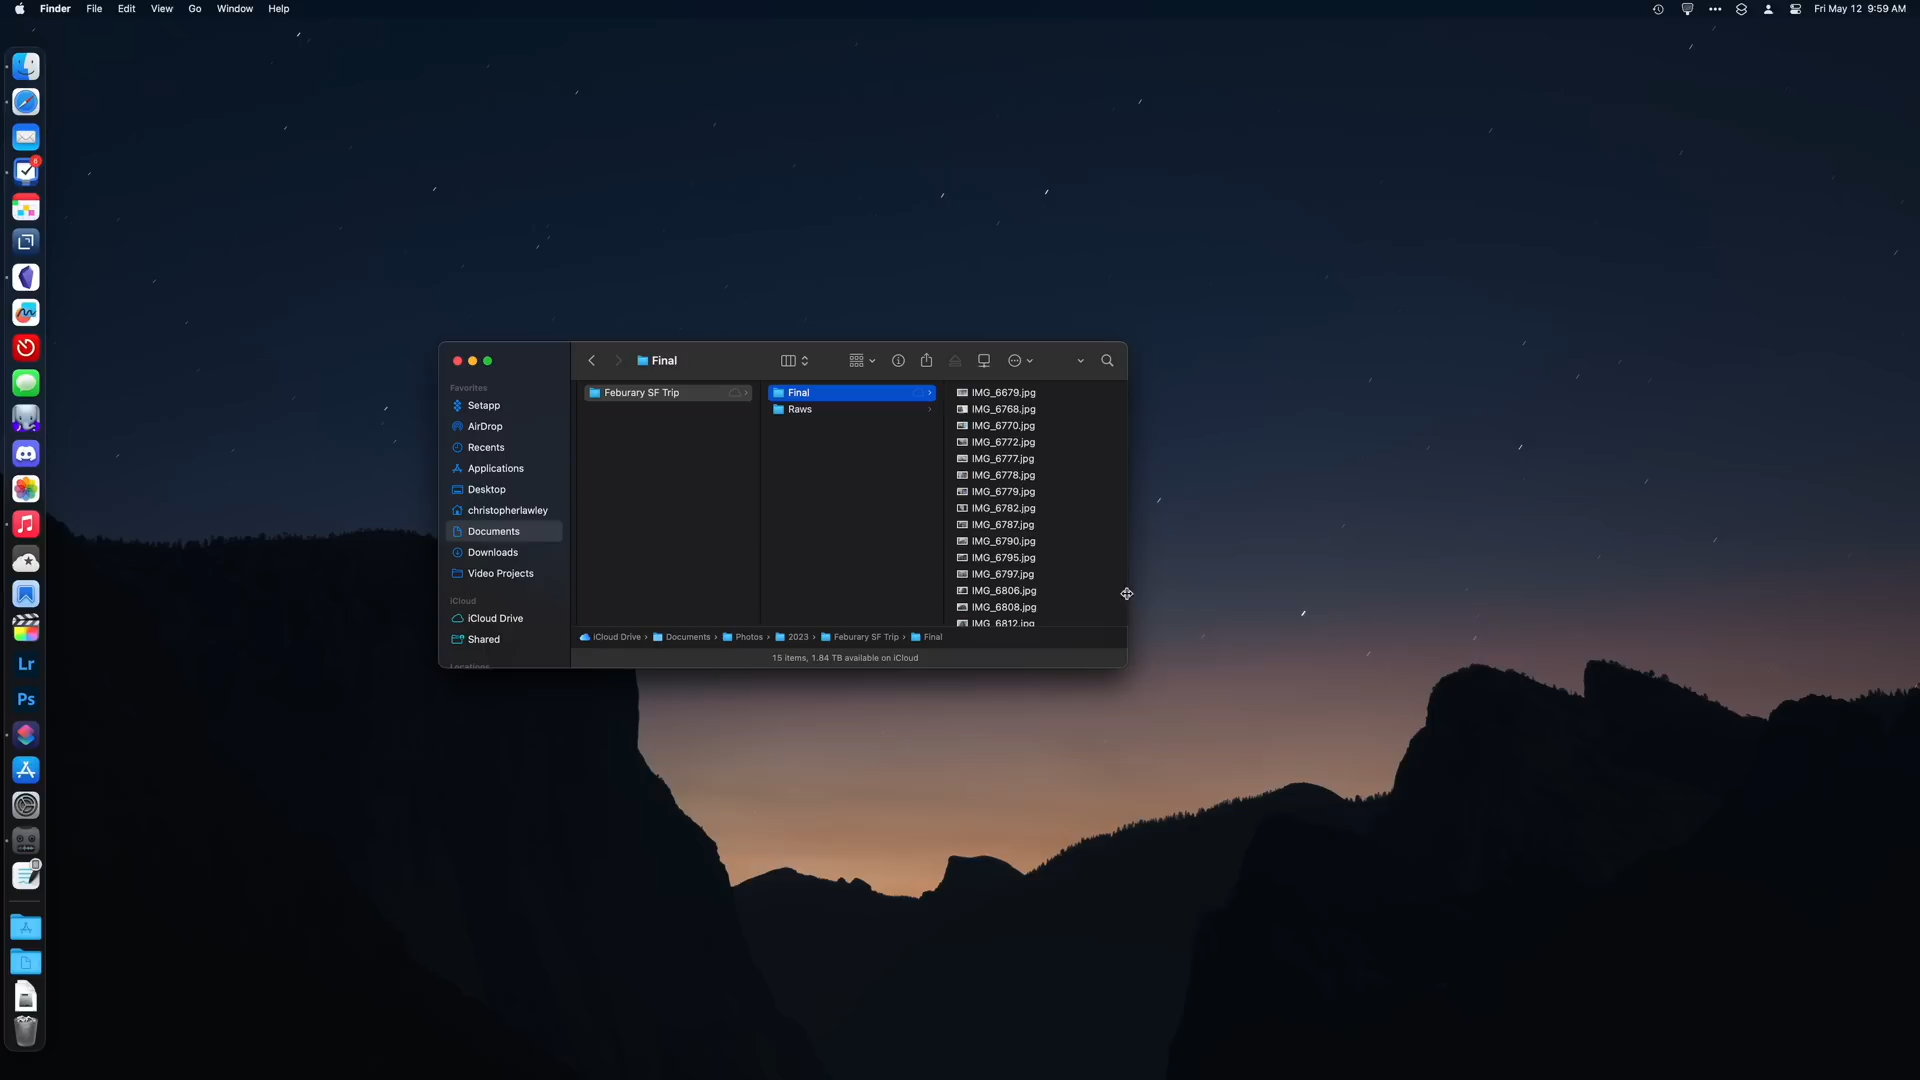 Finder File Edit View Go Window Help
Fri May 12 9:59 AM
6
Final
Favorites
Setapp
AirDrop
Recents
Applications
Desktop
christopherlawley
Documents
Downloads
Video Projects
iCloud
iCloud Drive
Shared
Locations
Feburary SF Trip
Final
Raws
IMG_6679.jpg
IMG_6768.jpg
IMG_6770.jpg
IMG_6772.jpg
IMG_6777.jpg
IMG_6778.jpg
IMG_6779.jpg
IMG_6782.jpg
IMG_6787.jpg
IMG_6790.jpg
IMG_6795.jpg
IMG_6797.jpg
IMG_6806.jpg
IMG_6808.jpg
IMG_6812.jpg
iCloud Drive › Documents › Photos › 2023 › Feburary SF Trip › Final
15 items, 1.84 TB available on iCloud
Lr
Ps